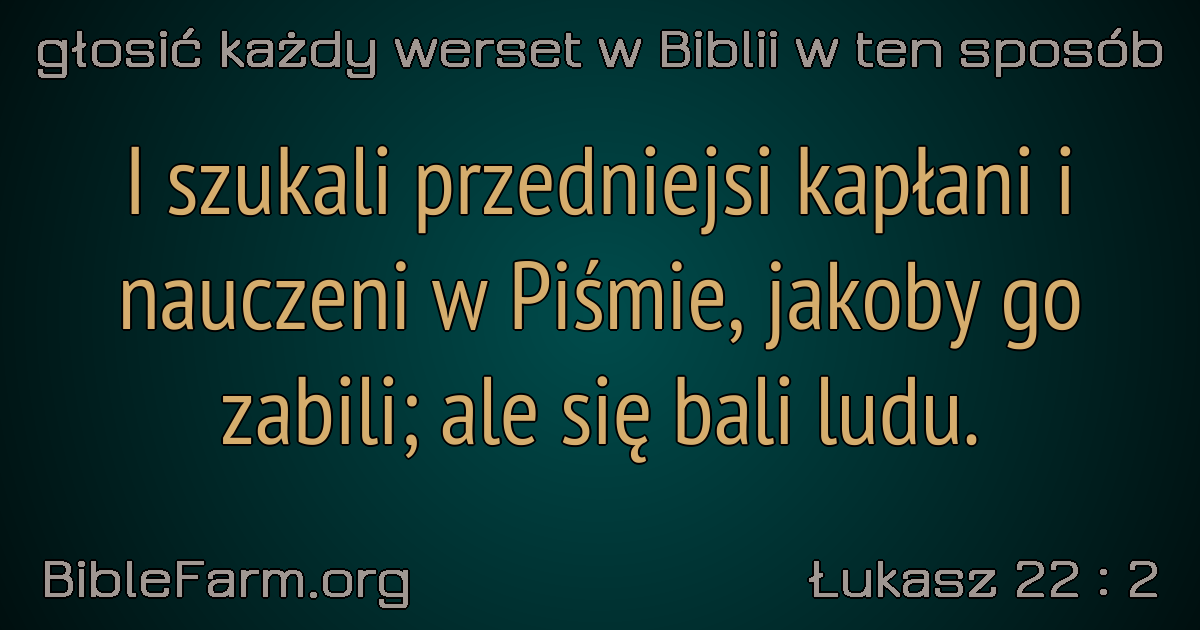 głosić każdy werset w Biblii w ten sposób
I szukali przedniejsi kapłani i
nauczeni w Piśmie, jakoby go
zabili; ale się bali ludu.
BibleFarm.org
Łukasz 22 : 2